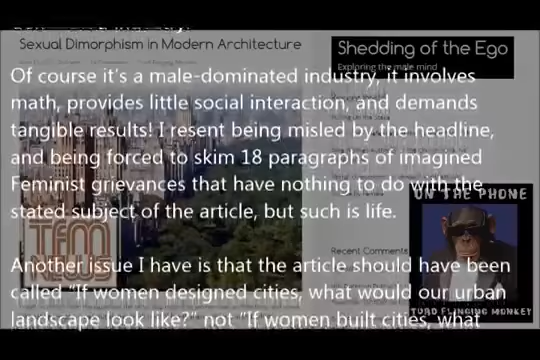 Sexual Dimorphism in Modern Architecture
Shedding of the Ego
Exploring the male mind
Of course it's a male-dominated industry, it involves
math, provides little social interaction, and demands
tangible results! I resent being misled by the headline,
and being forced to skim 18 paragraphs of imagined
Feminist grievances that have nothing to do with the
stated subject of the article, but such is life.
Another issue I have is that the article should have been
called "If women designed cities, what would our urban
landscape look like?" not "If women built cities, what
TFM
ON THE PHONE
Recent Comments
TURD FLINGING MONKEY